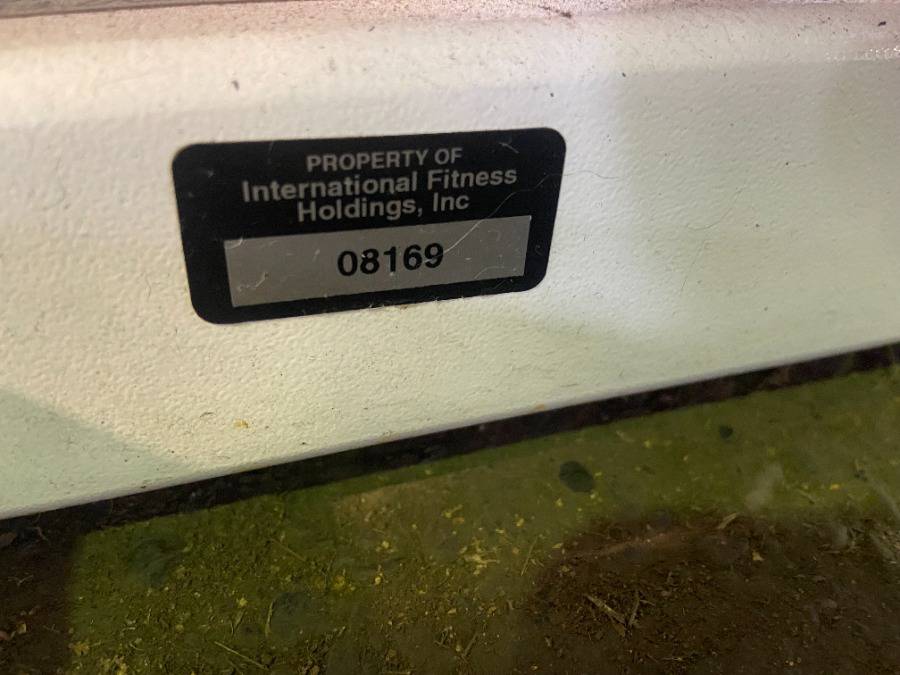 PROPERTY OF
International Fitness
Holdings, Inc
08169